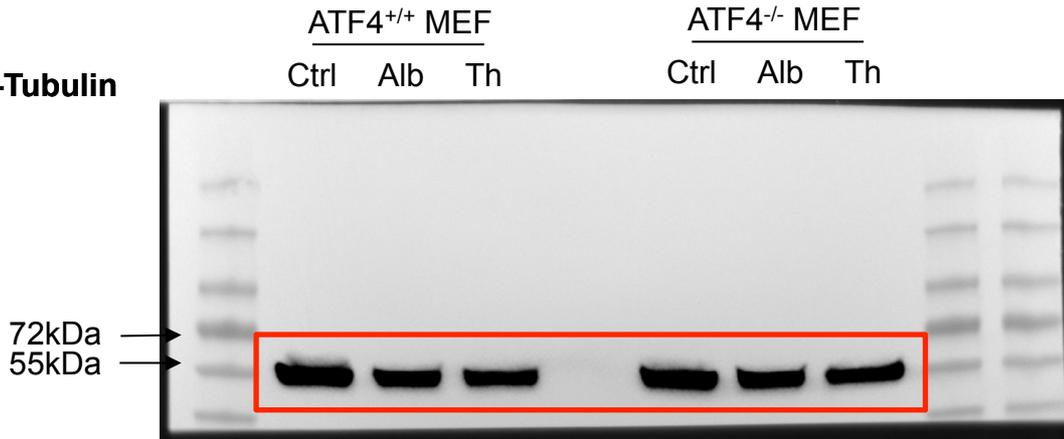 ATF4+/+ MEF
ATF4-/- MEF
Ctrl Alb Th
Ctrl Alb Th
-Tubulin
72kDa
55kDa